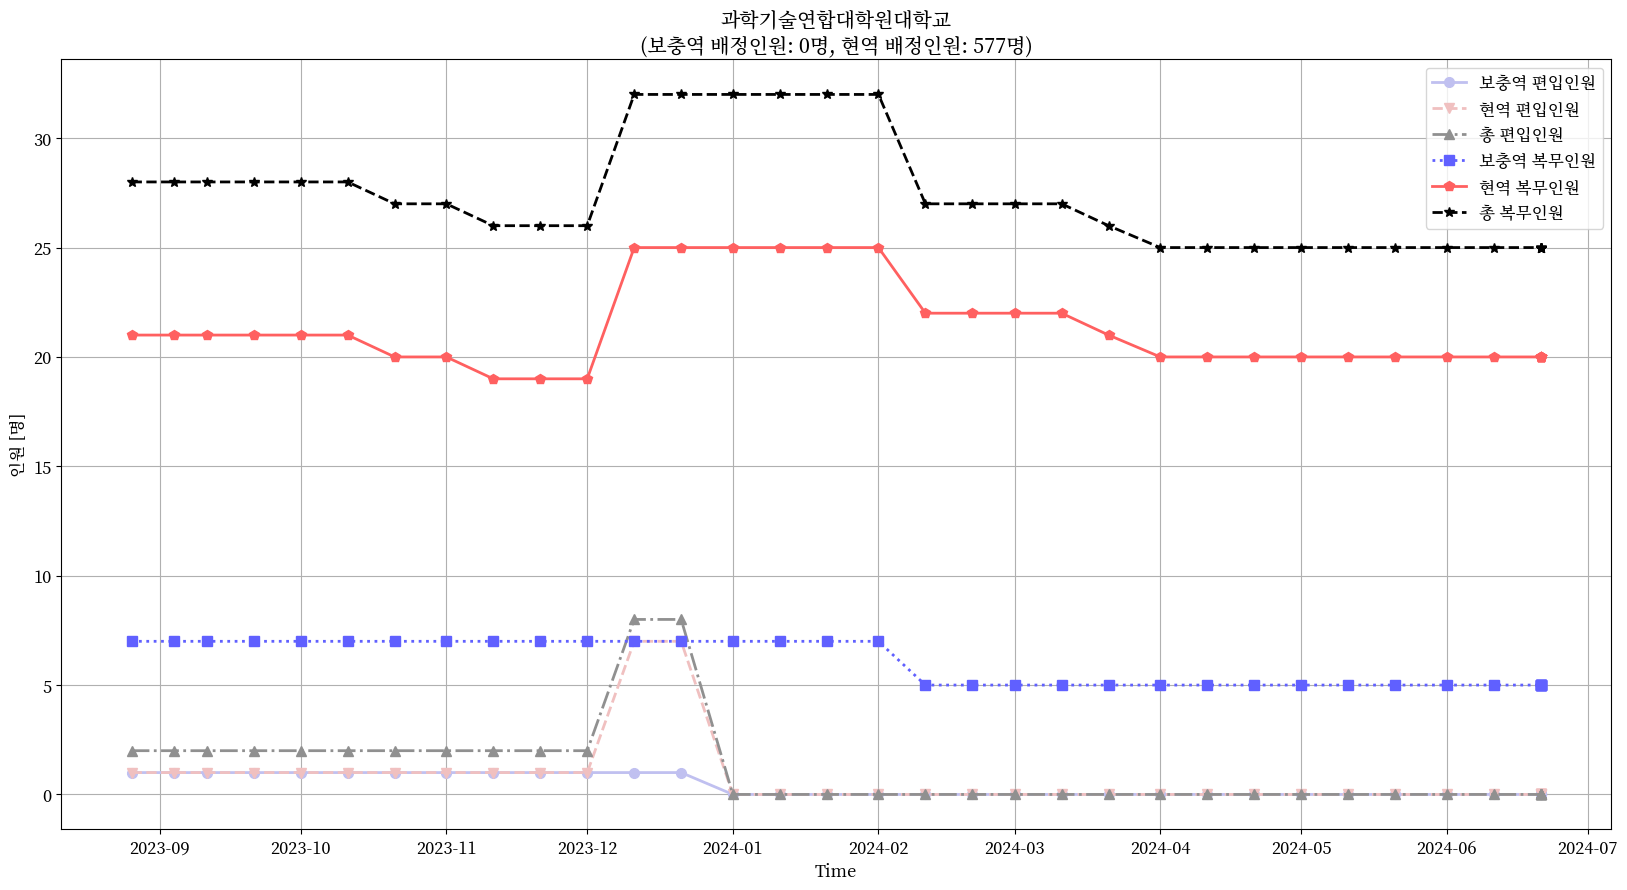 과학기술연합대학원대학교
(보충역 배정인원: 0명, 현역 배정인원: 577명)
보충역 편입인원
현역 편입인원
총 편입인원
보충역 복무인원
현역 복무인원
총 복무인원
30
25
20
15
10
5
0
인원 [명]
2023-09 2023-10 2023-11 2023-12 2024-01 2024-02 2024-03 2024-04 2024-05 2024-06 2024-07
Time